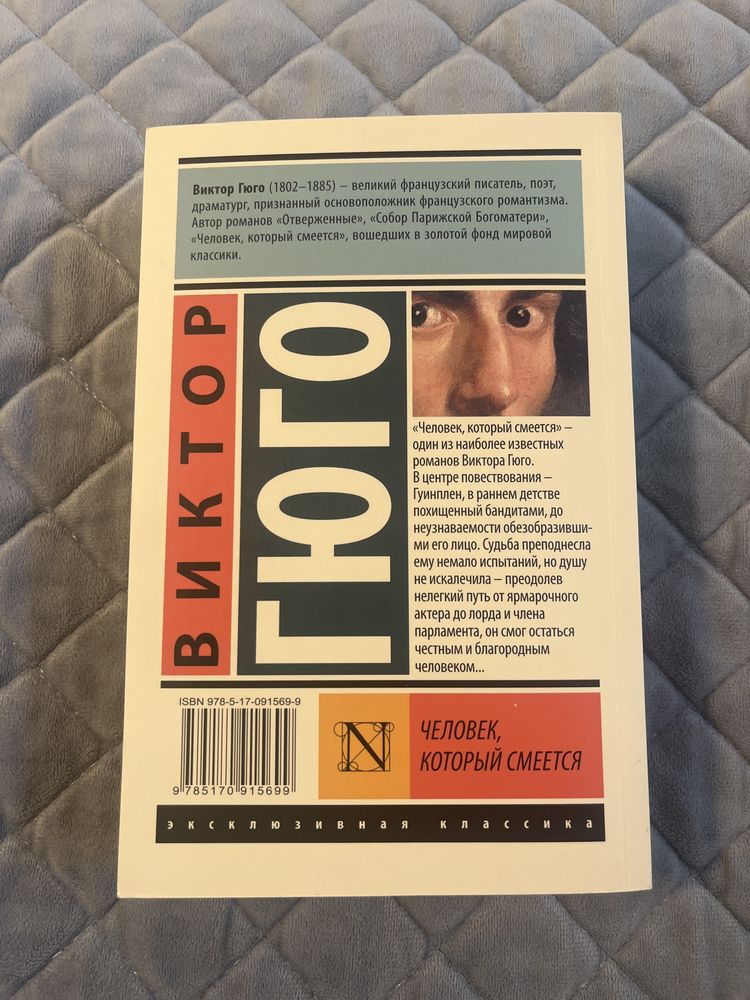 Виктор Гюго (1802–1885) – великий французский писатель, поэт,
драматург, признанный основоположник французского романтизма.
Автор романов «Отверженные», «Собор Парижской Богоматери»,
«Человек, который смеется», вошедших в золотой фонд мировой
классики.
ВИКТОР
ГЮГО
«Человек, который смеется» –
один из наиболее известных
романов Виктора Гюго.
В центре повествования –
Гуинплен, в раннем детстве
похищенный бандитами, до
неузнаваемости обезобразивши-
ми его лицо. Судьба преподнесла
ему немало испытаний, но душу
не искалечила – преодолев
нелегкий путь от ярмарочного
актера до лорда и члена
парламента, он смог остаться
честным и благородным
человеком...
ISBN 978-5-17-091569-9
9 785170 915699
N
ЧЕЛОВЕК,
КОТОРЫЙ СМЕЕТСЯ
эксклюзивная классика